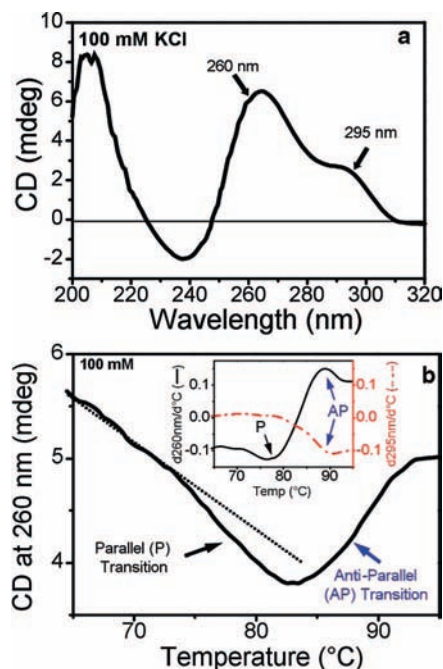 100 mM KCl
a
260 nm
295 nm
CD (mdeg)
8
6
4
2
0
-2
200 220 240 260 280 300 320
Wavelength (nm)
100 mM
b
CD at 260 nm (mdeg)
6
5
4
d260nm/d°C (—)
0.1
0.0
-0.1
P
AP
0.1
0.0
-0.1
d295nm/d°C (---)
70 80 90
Temp (°C)
Parallel (P)
Transition
Anti-Parallel
(AP) Transition
70 80 90
Temperature (°C)